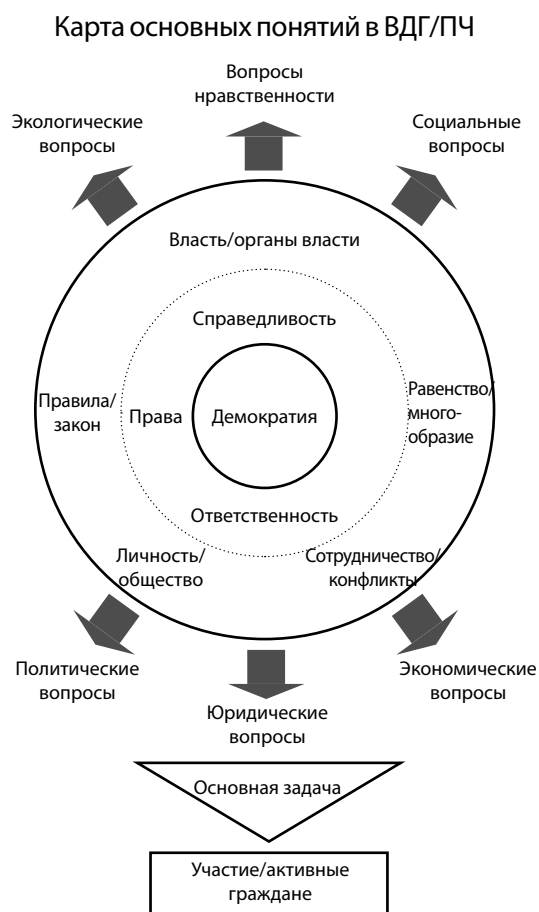 Карта основных понятий в ВДГ/ПЧ
Вопросы
нравственности
Экологические
вопросы
Социальные
вопросы
Власть/органы власти
Справедливость
Правила/
закон
Права
Демократия
Равенство/
много-
образие
Ответственность
Личность/
общество
Сотрудничество/
конфликты
Политические
вопросы
Экономические
вопросы
Юридические
вопросы
Основная задача
Участие/активные
граждане